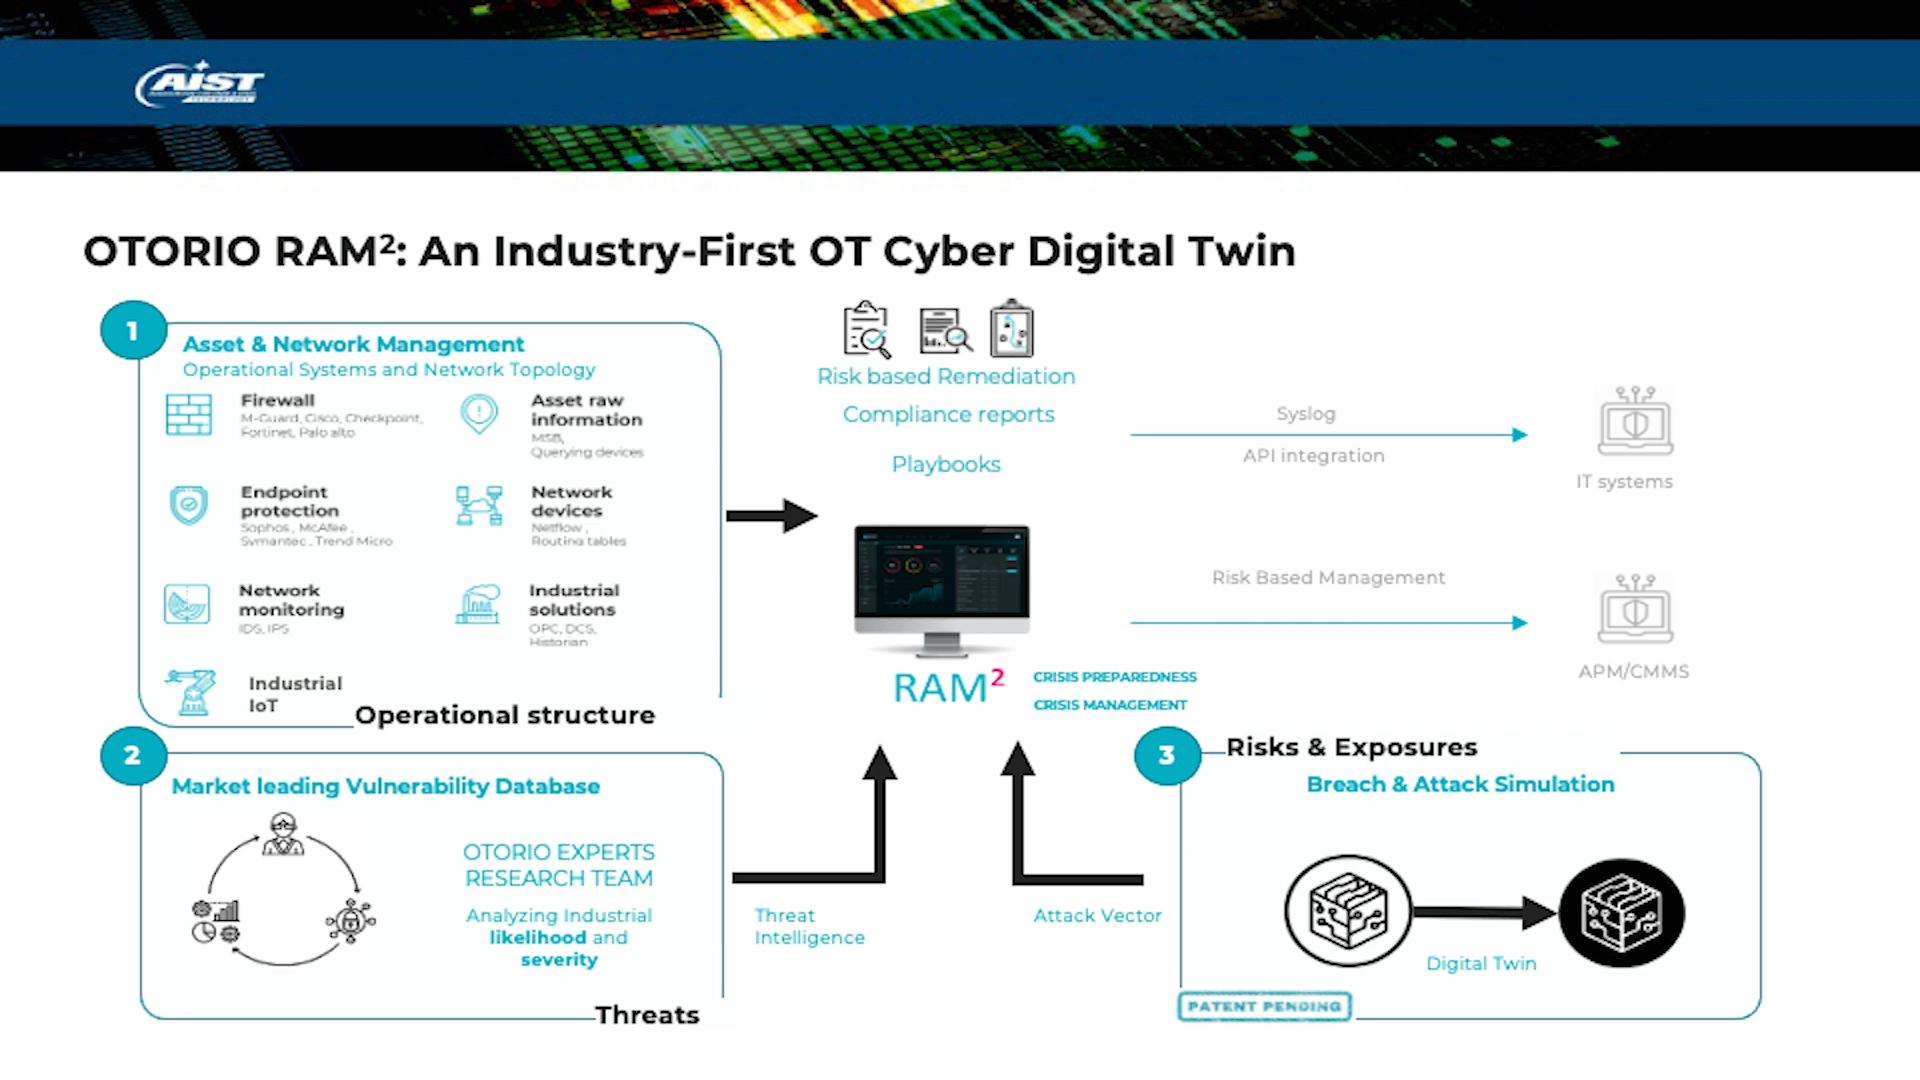 AIST
TECHNOLOGY
OTORIO RAM²: An Industry-First OT Cyber Digital Twin
1
Asset & Network Management
Operational Systems and Network Topology
Firewall
M-Guard, Cisco, Checkpoint,
Fortinet, Palo alto
Asset raw
information
MSB,
Querying devices
Endpoint
protection
Sophos , McAfee ,
Symantec , Trend Micro
Network
devices
Netflow ,
Routing tables
Network
monitoring
IDS, IPS
Industrial
solutions
OPC, DCS,
Historian
Industrial
IoT
Operational structure
Risk based Remediation
Compliance reports
Playbooks
RAM²
CRISIS PREPAREDNESS
CRISIS MANAGEMENT
Syslog
API integration
IT systems
Risk Based Management
APM/CMMS
2
Market leading Vulnerability Database
OTORIO EXPERTS
RESEARCH TEAM
Analyzing Industrial
likelihood and
severity
Threats
Threat
Intelligence
Attack Vector
3
Risks & Exposures
Breach & Attack Simulation
Digital Twin
PATENT PENDING